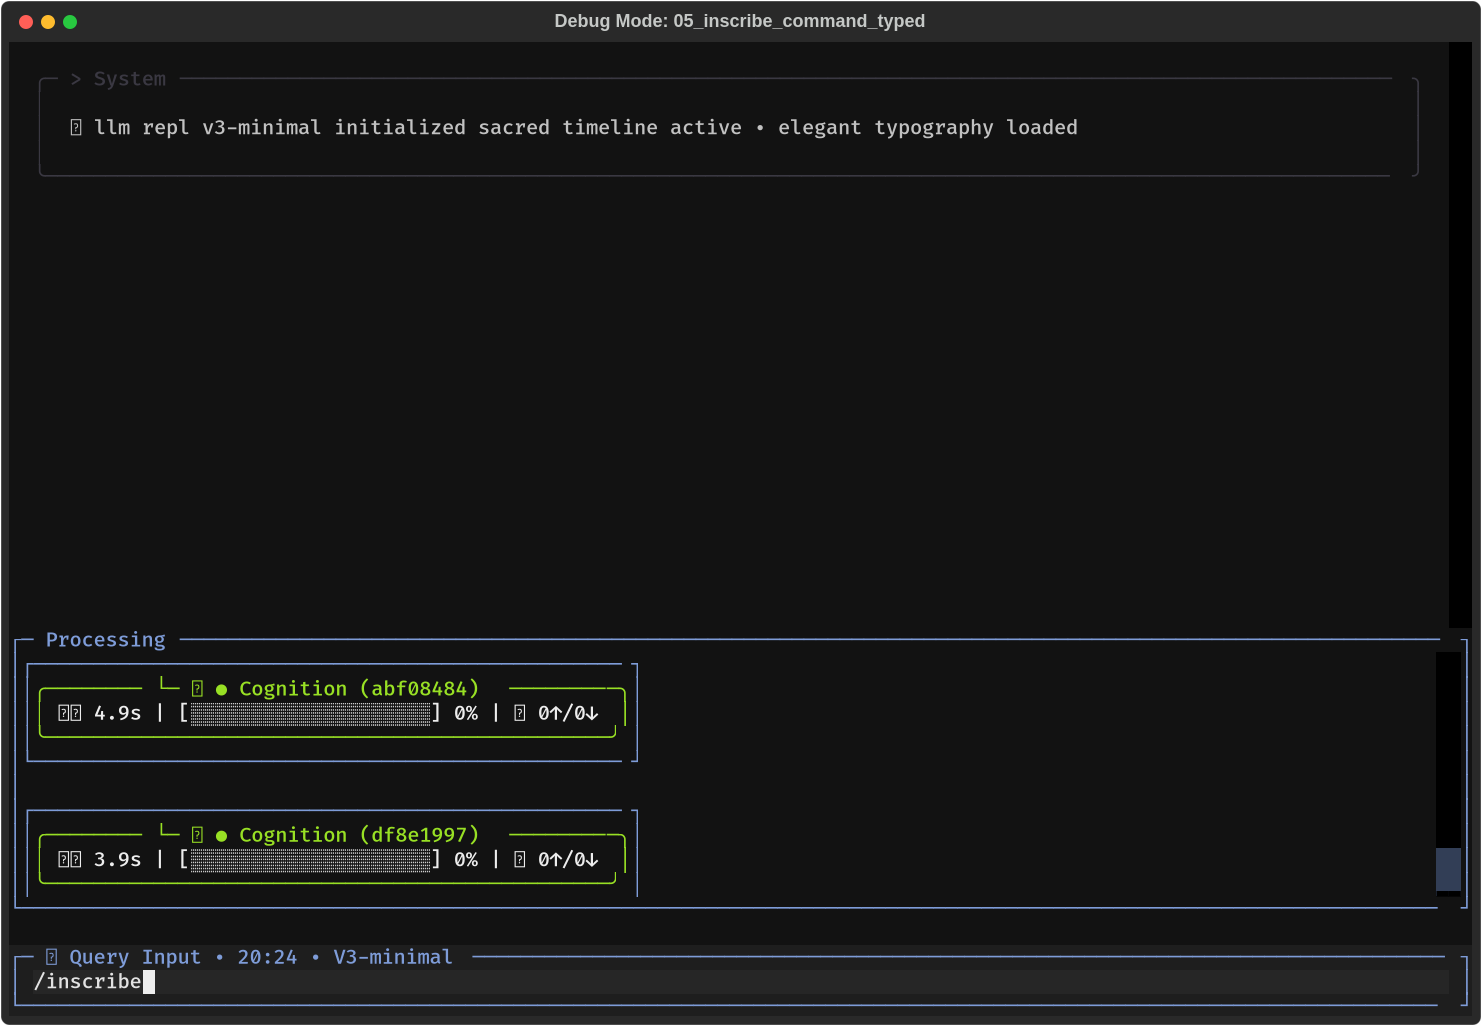 Debug Mode: 05_inscribe_command_typed
> System
llm repl v3-minimal initialized sacred timeline active • elegant typography loaded
Processing
● Cognition (abf08484)
4.9s | [░░░░░░░░░░░░░░░░░░░░] 0% | 0↑/0↓
● Cognition (df8e1997)
3.9s | [░░░░░░░░░░░░░░░░░░░░] 0% | 0↑/0↓
Query Input • 20:24 • V3-minimal
/inscribe